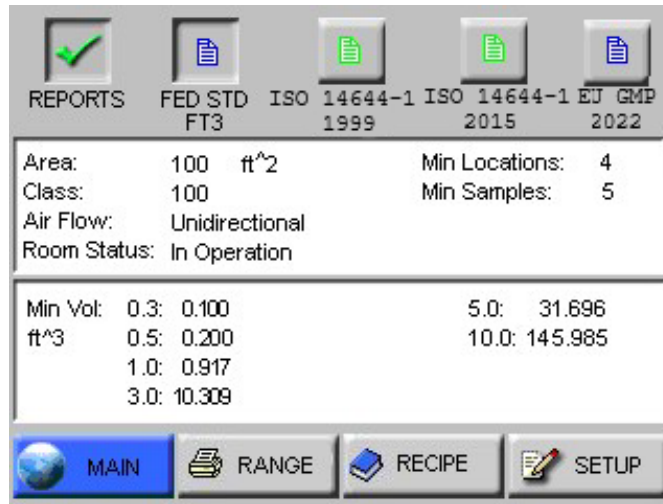 REPORTS FED STD FT3 ISO 14644-1 1999 ISO 14644-1 2015 EU GMP 2022
Area: 100 ft^2 Min Locations: 4
Class: 100 Min Samples: 5
Air Flow: Unidirectional
Room Status: In Operation
Min Vol: 0.3: 0.100 5.0: 31.696
ft^3 0.5: 0.200 10.0: 145.985
1.0: 0.917
3.0: 10.309
MAIN RANGE RECIPE SETUP